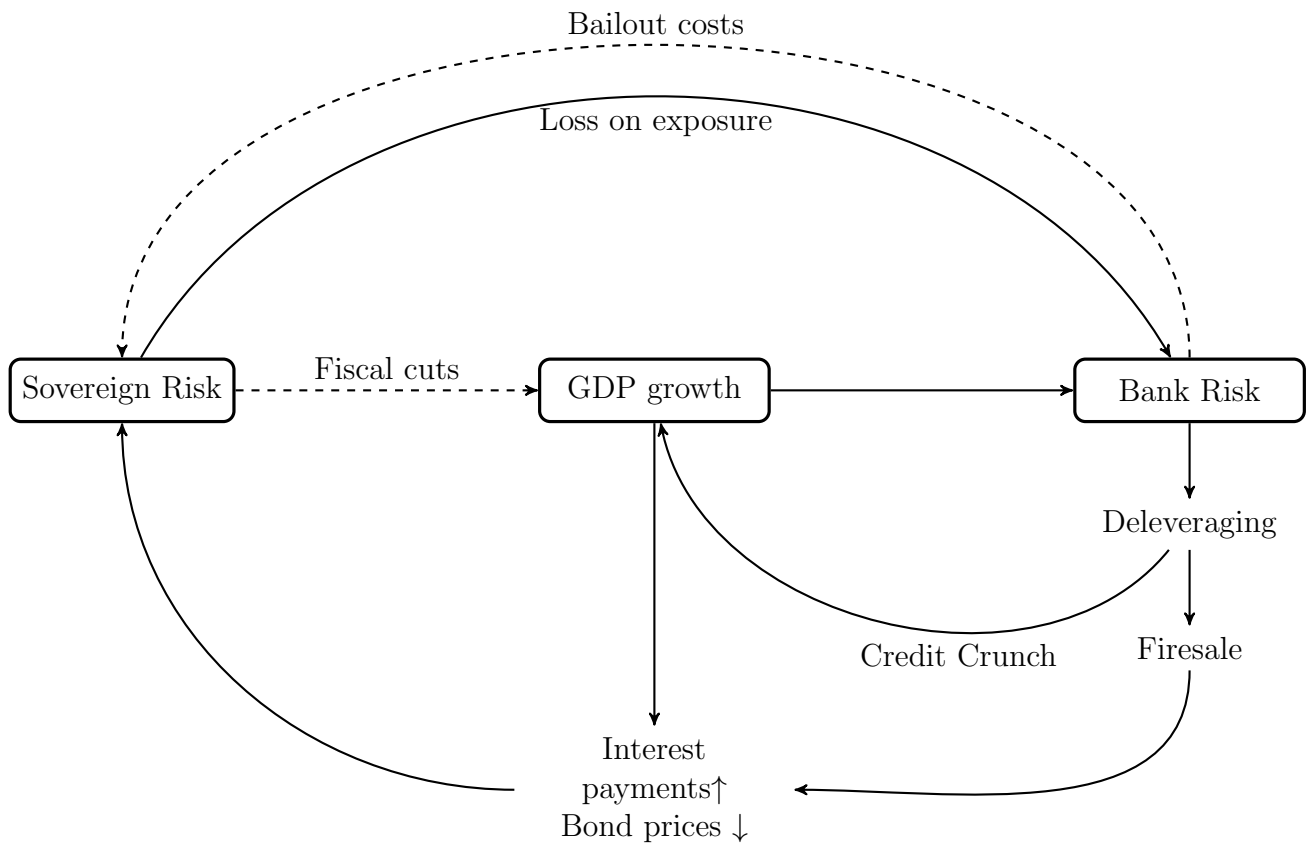 Bailout costs
Loss on exposure
Fiscal cuts
Sovereign Risk
GDP growth
Bank Risk
Deleveraging
Credit Crunch
Firesale
Interest
payments↑
Bond prices ↓